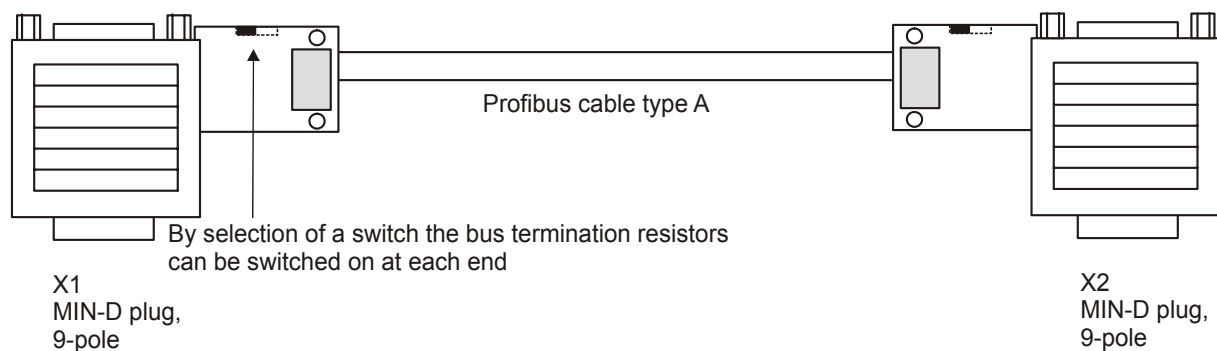 Profibus cable type A
By selection of a switch the bus termination resistors
can be switched on at each end
X1
MIN-D plug,
9-pole
X2
MIN-D plug,
9-pole